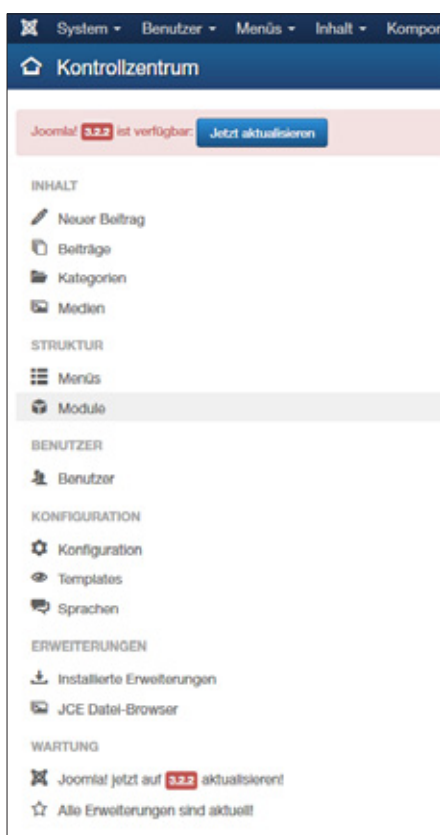 System Benutzer Menüs Inhalt Kompon
Kontrollzentrum
Joomla! 3.2.2 ist verfügbar: Jetzt aktualisieren
INHALT
Neuer Beitrag
Beiträge
Kategorien
Medien
STRUKTUR
Menüs
Module
BENUTZER
Benutzer
KONFIGURATION
Konfiguration
Templates
Sprachen
ERWEITERUNGEN
Installierte Erweiterungen
JCE Datei-Browser
WARTUNG
Joomla! jetzt auf 3.2.2 aktualisieren!
Alle Erweiterungen sind aktuell!